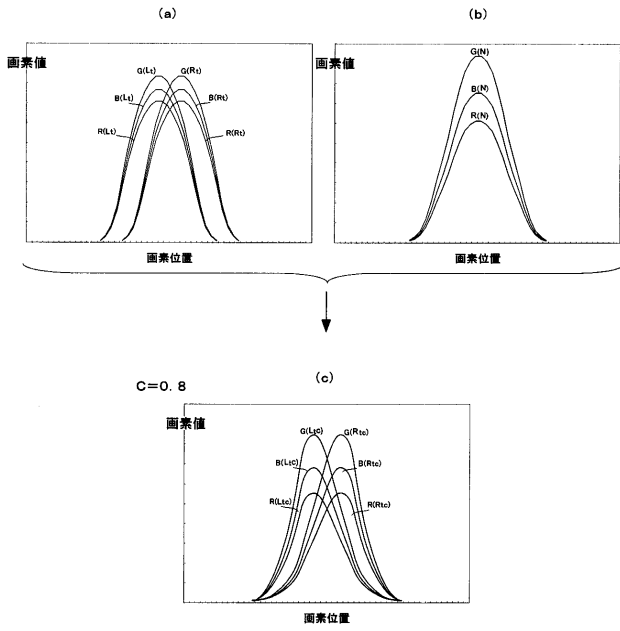 (a)
(b)
画素値
G(Lt)
G(Rt)
B(Lt)
B(Rt)
R(Lt)
R(Rt)
画素位置
画素値
G(N)
B(N)
R(N)
画素位置
C=0.8
(c)
画素値
G(Ltc)
G(Rtc)
B(Ltc)
B(Rtc)
R(Ltc)
R(Rtc)
画素位置